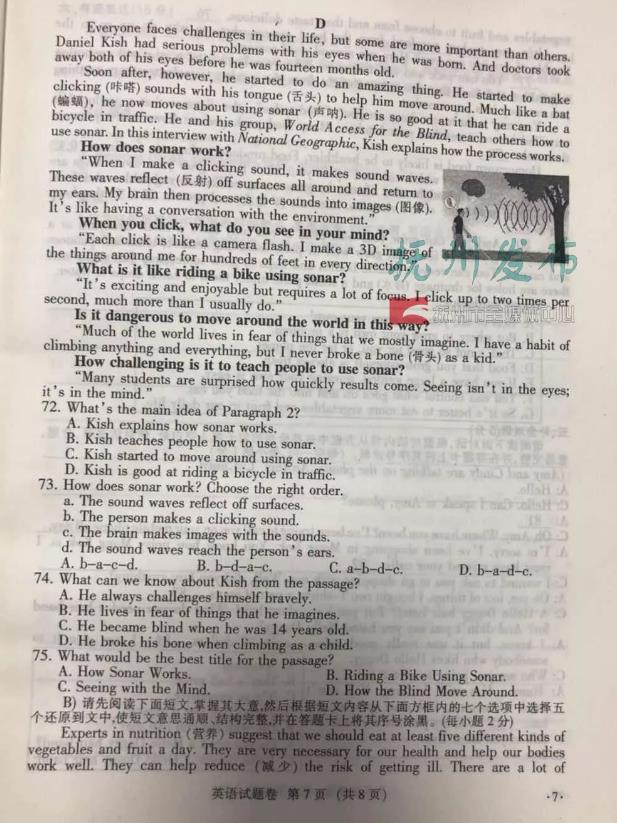 D
Everyone faces challenges in their life, but some are more important than others.
Daniel Kish had serious problems with his eyes when he was born. And doctors took
away both of his eyes before he was fourteen months old.
Soon after, however, he started to do an amazing thing. He started to make
clicking (咔嗒) sounds with his tongue (舌头) to help him move around. Much like a bat
(蝙蝠), he now moves about using sonar (声呐). He is so good at it that he can ride a
bicycle in traffic. He and his group, World Access for the Blind, teach others how to
use sonar. In this interview with National Geographic, Kish explains how the process works.
How does sonar work?
"When I make a clicking sound, it makes sound waves.
These waves reflect (反射) off surfaces all around and return to
my ears. My brain then processes the sounds into images (图像).
It's like having a conversation with the environment."
When you click, what do you see in your mind?
"Each click is like a camera flash. I make a 3D image of
the things around me for hundreds of feet in every direction."
抚州发布
What is it like riding a bike using sonar?
"It's exciting and enjoyable but requires a lot of focus. I click up to two times per
second, much more than I usually do."
抚州市全媒体中心
Is it dangerous to move around the world in this way?
"Much of the world lives in fear of things that we mostly imagine. I have a habit of
climbing anything and everything, but I never broke a bone (骨头) as a kid."
How challenging is it to teach people to use sonar?
"Many students are surprised how quickly results come. Seeing isn't in the eyes;
it's in the mind."
72. What's the main idea of Paragraph 2?
A. Kish explains how sonar works.
B. Kish teaches people how to use sonar.
C. Kish started to move around using sonar.
D. Kish is good at riding a bicycle in traffic.
73. How does sonar work? Choose the right order.
a. The sound waves reflect off surfaces.
b. The person makes a clicking sound.
c. The brain makes images with the sounds.
d. The sound waves reach the person's ears.
A. b-a-c-d. B. b-d-a-c. C. a-b-d-c. D. b-a-d-c.
74. What can we know about Kish from the passage?
A. He always challenges himself bravely.
B. He lives in fear of things that he imagines.
C. He became blind when he was 14 years old.
D. He broke his bone when climbing as a child.
75. What would be the best title for the passage?
A. How Sonar Works. B. Riding a Bike Using Sonar.
C. Seeing with the Mind. D. How the Blind Move Around.
B) 请先阅读下面短文,掌握其大意,然后根据短文内容从下面方框内的七个选项中选择五
个还原到文中,使短文意思通顺、结构完整,并在答题卡上将其序号涂黑。(每小题2分)
Experts in nutrition (营养) suggest that we should eat at least five different kinds of
vegetables and fruit a day. They are very necessary for our health and help our bodies
work well. They can help reduce (减少) the risk of getting ill. There are a lot of
英语试题卷 第7页 (共8页)
·7·